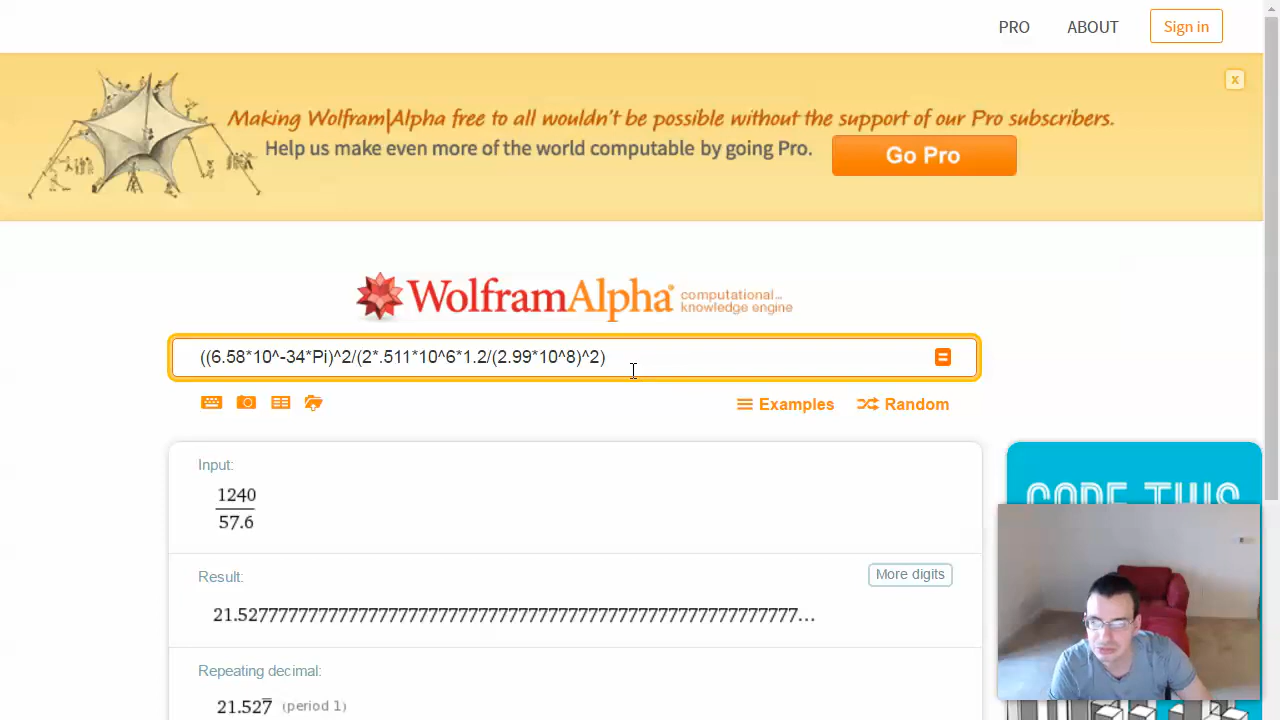 PRO ABOUT Sign in
x
Making Wolfram|Alpha free to all wouldn't be possible without the support of our Pro subscribers.
Help us make even more of the world computable by going Pro. Go Pro
WolframAlpha computational...
knowledge engine
((6.58*10^-34*Pi)^2/(2*.511*10^6*1.2/(2.99*10^8)^2)
=
Examples Random
Input:
1240
57.6
CODE THIS
Result:
More digits
21.52777777777777777777777777777777777777777777777777777777...
Repeating decimal:
21.527̅ (period 1)